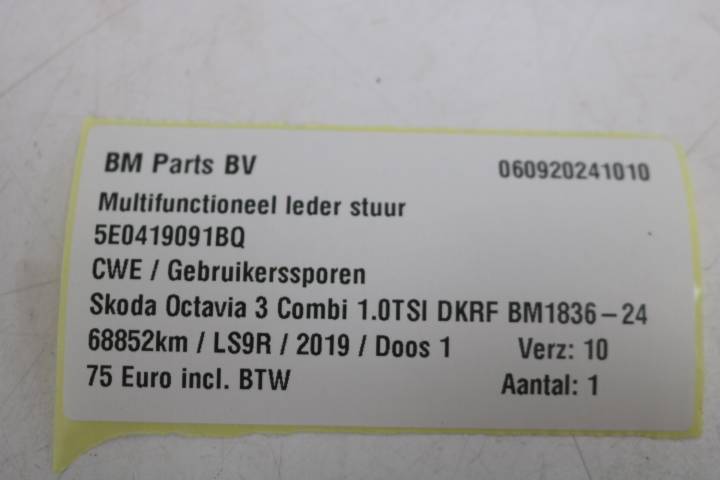 BM Parts BV 060920241010
Multifunctioneel leder stuur
5E0419091BQ
CWE / Gebruikerssporen
Skoda Octavia 3 Combi 1.0TSI DKRF BM1836-24
68852km / LS9R / 2019 / Doos 1 Verz: 10
75 Euro incl. BTW Aantal: 1